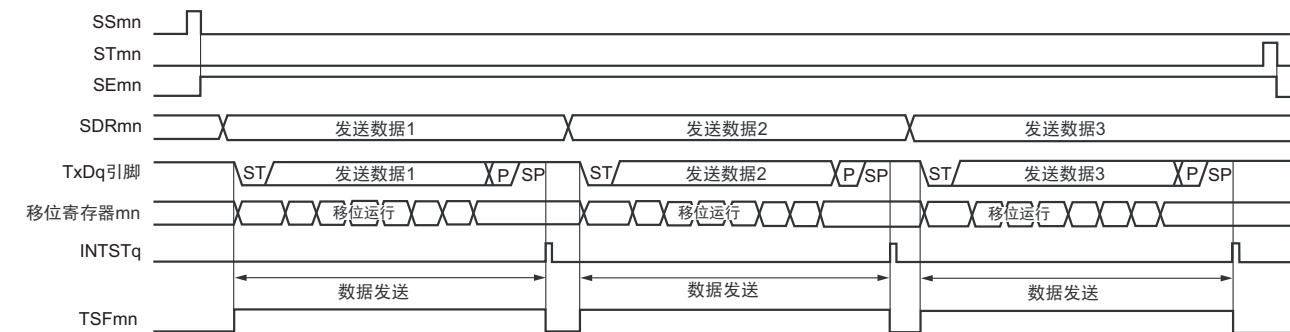 SSmn
STmn
SEmn
SDRmn 发送数据1 发送数据2 发送数据3
TxDq引脚 ST 发送数据1 P SP ST 发送数据2 P SP ST 发送数据3 P SP
移位寄存器mn 移位运行 移位运行 移位运行
INTSTq
数据发送 数据发送 数据发送
TSFmn